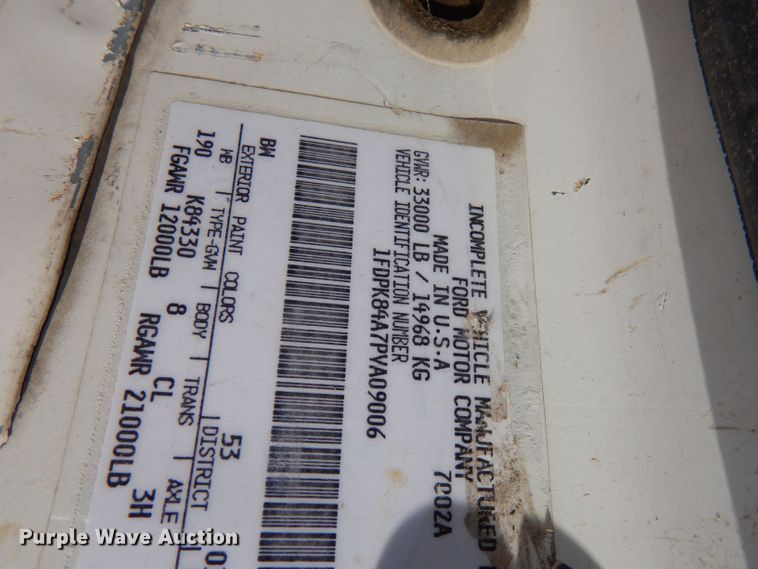 INCOMPLETE VEHICLE MANUFACTURED
FORD MOTOR COMPANY
MADE IN U.S.A
7002A
GVWR: 33000 LB / 14968 KG
VEHICLE IDENTIFICATION NUMBER
1FDPK84A7PVA09006
BW
53
EXTERIOR PAINT COLORS
DISTRICT
WB TYPE-GVW BODY TRANS AXLE
190 K84330 8 CL 3H
FGAWR 12000LB RGAWR 21000LB
Purple Wave Auction